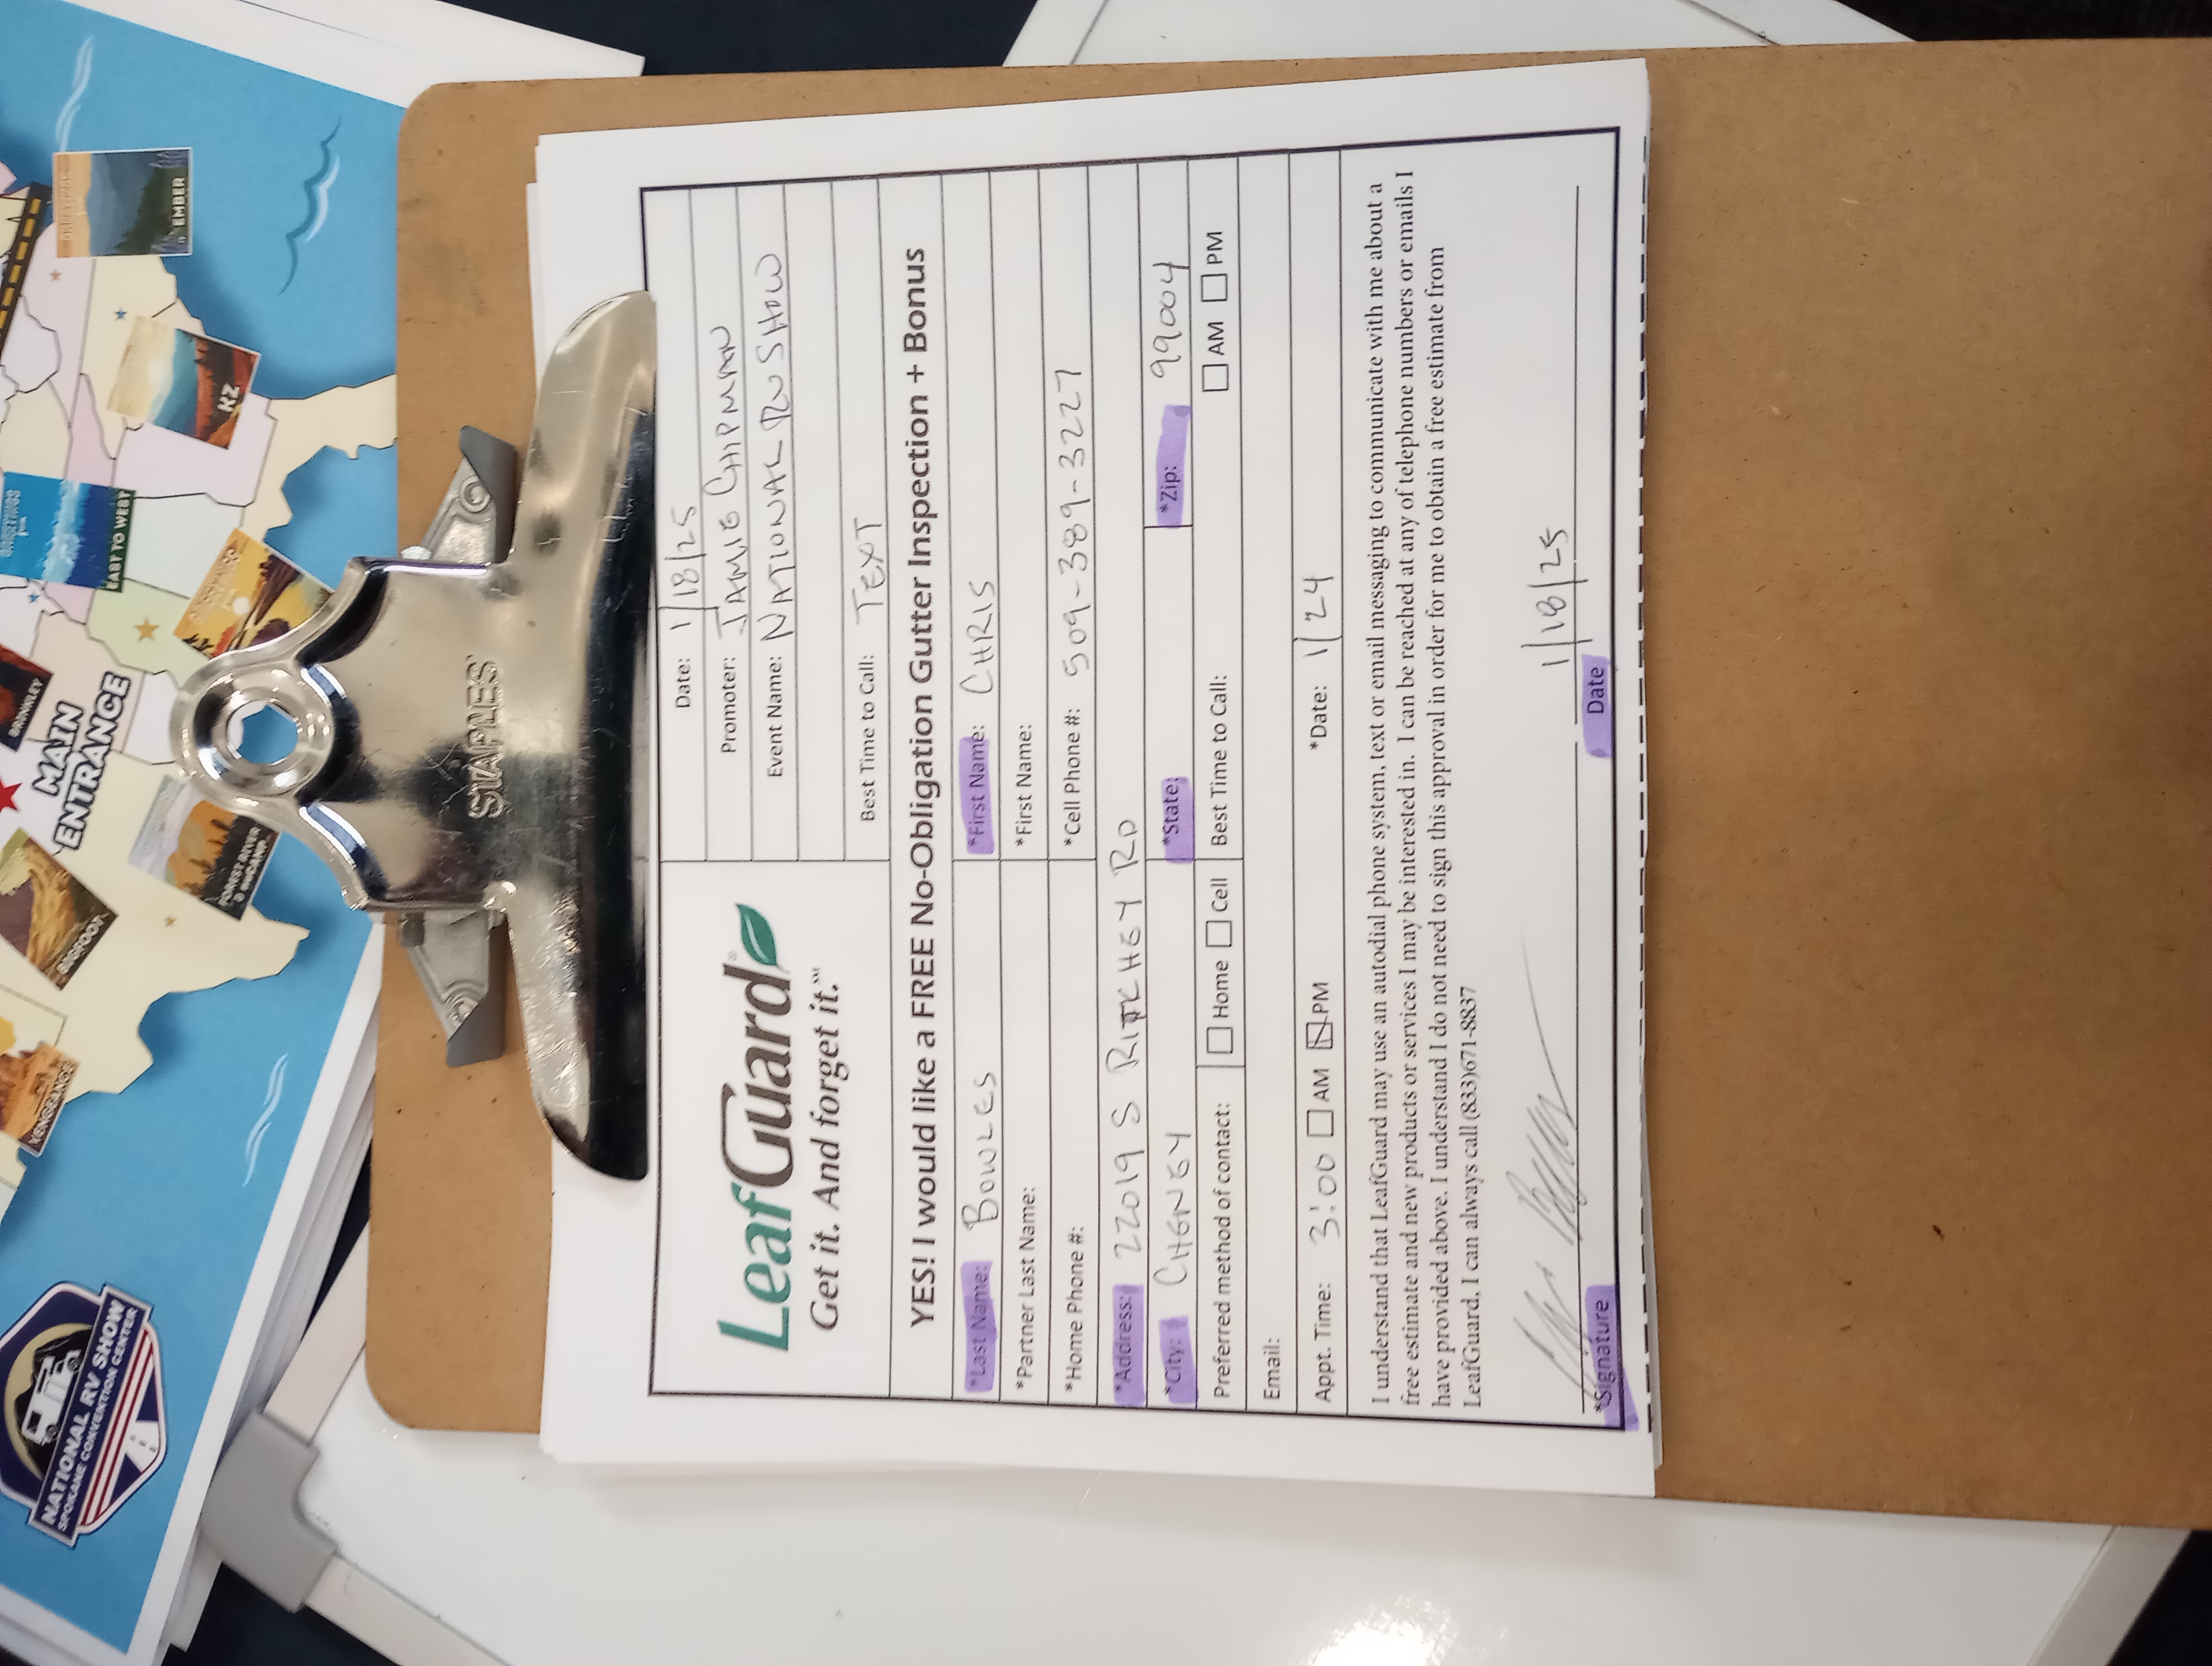 NATIONAL RV SHOW
SPOKANE CONVENTION CENTER
VENGEANCE
BIGFOOT
BRINKLEY
MAIN
ENTRANCE
GREETINGS
EAST TO WEST
GREETINGS
EMBER
KZ
FOREST RIVER
STAPLES
LeafGuard®
Get it. And forget it.℠
Date: 1/18/25
Promoter: JAMIE CHIPMAN
Event Name: NATIONAL RV SHOW
Best Time to Call: TEXT
YES! I would like a FREE No-Obligation Gutter Inspection + Bonus
*Last Name: BOWLES *First Name: CHRIS
*Partner Last Name: *First Name:
*Home Phone #: *Cell Phone #: 509-389-3227
*Address: 22019 S RITCHEY RD
*City: CHENEY *State: *Zip: 99004
Preferred method of contact: Home Cell Best Time to Call: AM PM
Email:
Appt. Time: 3:00 AM PM *Date: 1/24
I understand that LeafGuard may use an autodial phone system, text or email messaging to communicate with me about a
free estimate and new products or services I may be interested in. I can be reached at any of telephone numbers or emails I
have provided above. I understand I do not need to sign this approval in order for me to obtain a free estimate from
LeafGuard, I can always call (833)671-8837
1/18/25
*Signature Date